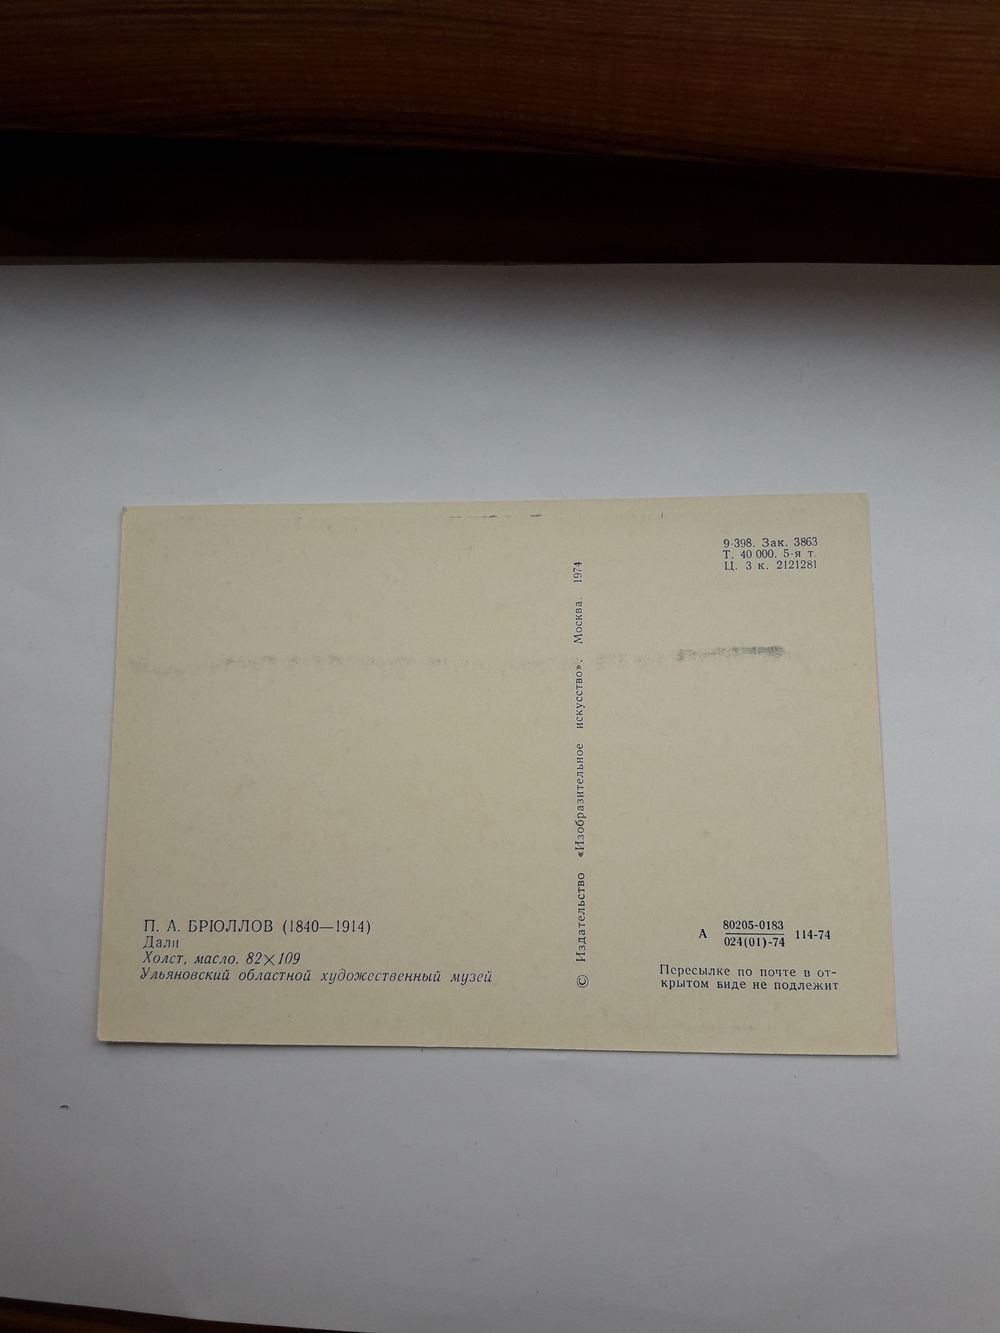 9-398. Зак. 3863
Т. 40 000. 5-я т.
Ц. 3 к. 2121281
© Издательство «Изобразительное искусство». Москва. 1974
П. А. БРЮЛЛОВ (1840—1914)
Дали
Холст, масло. 82×109
Ульяновский областной художественный музей
А 80205-0183 114-74
024(01)-74
Пересылке по почте в от-
крытом виде не подлежит